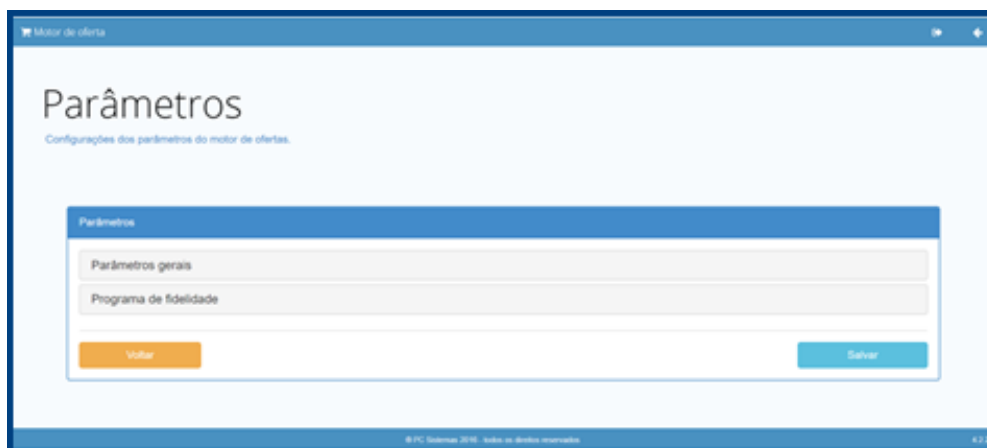 Motor de oferta
Parâmetros
Configurações dos parâmetros do motor de ofertas.
Parâmetros
Parâmetros gerais
Programa de fidelidade
Voltar
Salvar
© PC Sistemas 2016 - todos os direitos reservados